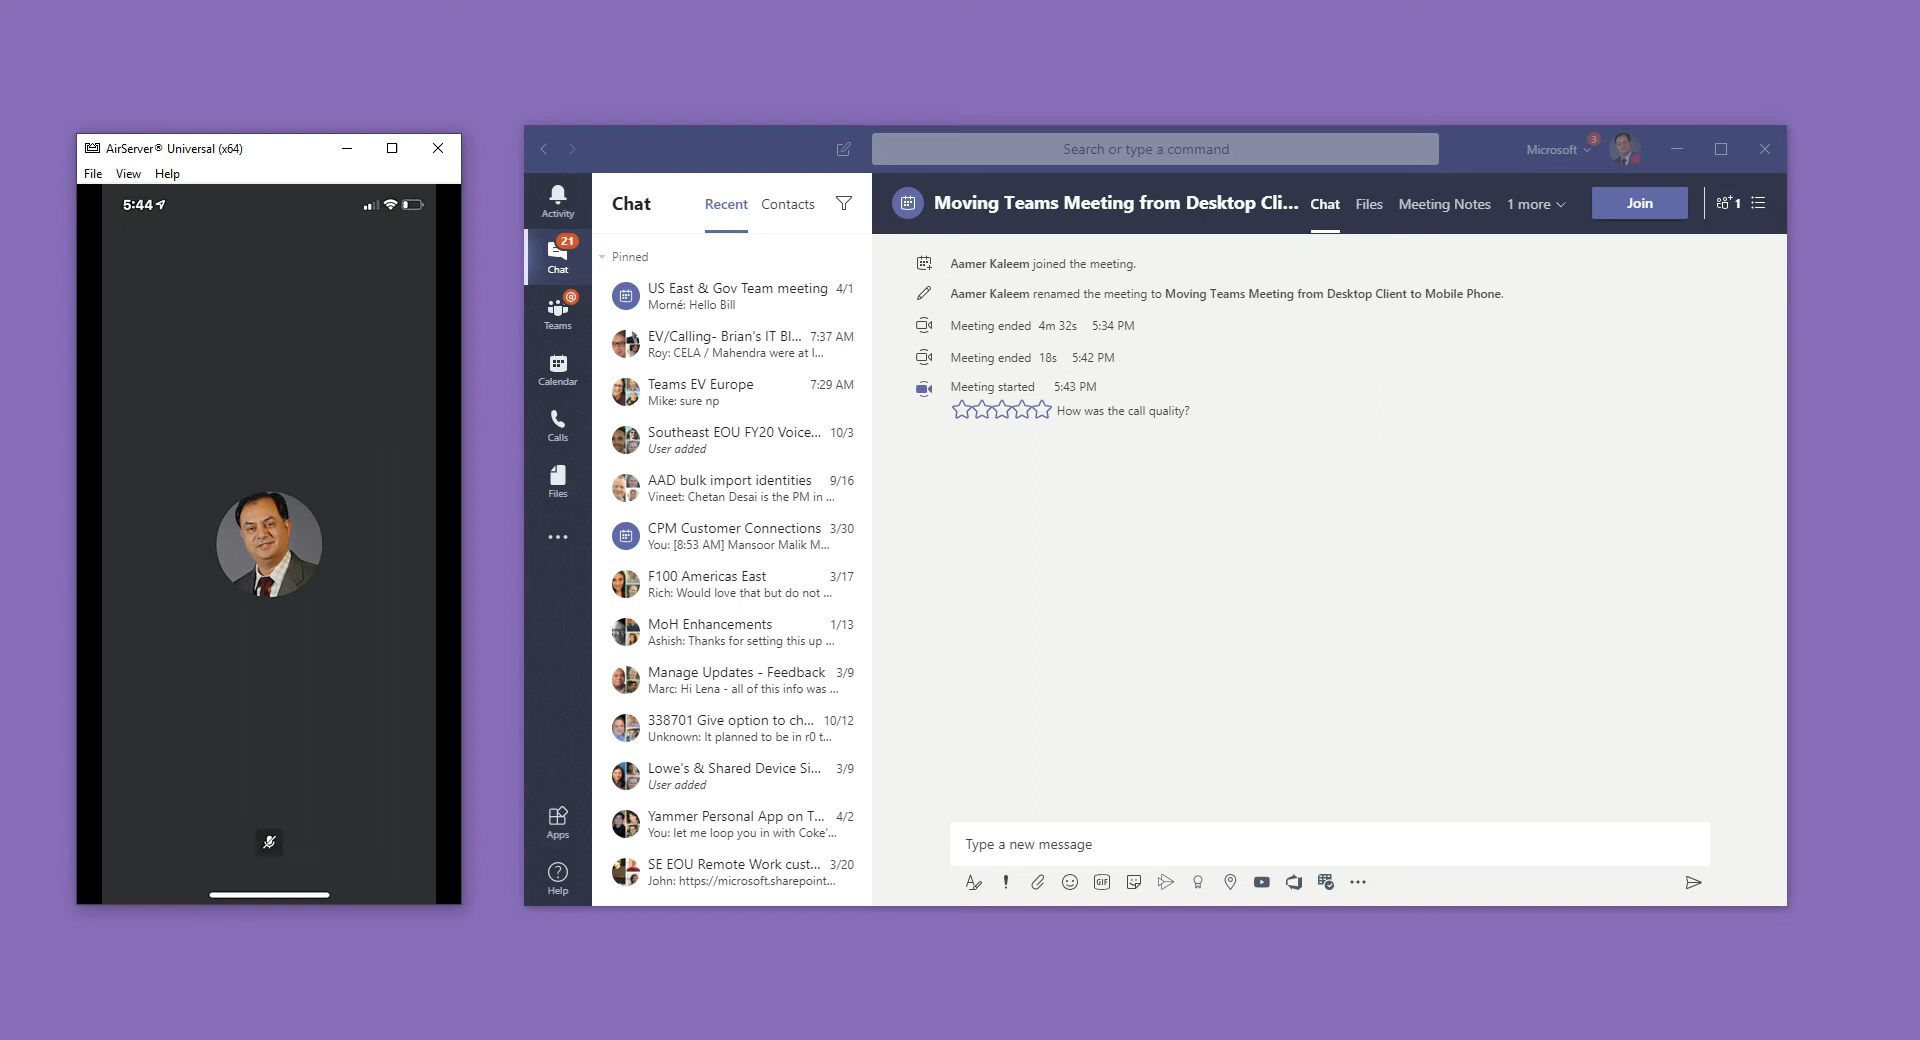 AirServer® Universal (x64)
File View Help
5:44
Search or type a command
Microsoft
3
Activity
21
Chat
@
Teams
Calendar
Calls
Files
Apps
Help
Chat
Recent Contacts
Pinned
US East & Gov Team meeting 4/1
Morné: Hello Bill
EV/Calling- Brian's IT Bl... 7:37 AM
Roy: CELA / Mahendra were at l...
Teams EV Europe 7:29 AM
Mike: sure np
Southeast EOU FY20 Voice... 10/3
User added
AAD bulk import identities 9/16
Vineet: Chetan Desai is the PM in ...
CPM Customer Connections 3/30
You: [8:53 AM] Mansoor Malik M...
F100 Americas East 3/17
Rich: Would love that but do not ...
MoH Enhancements 1/13
Ashish: Thanks for setting this up ...
Manage Updates - Feedback 3/9
Marc: Hi Lena - all of this info was ...
338701 Give option to ch... 10/12
Unknown: It planned to be in r0 t...
Lowe's & Shared Device Si... 3/9
User added
Yammer Personal App on T... 4/2
You: let me loop you in with Coke'...
SE EOU Remote Work cust... 3/20
John: https://microsoft.sharepoint...
Moving Teams Meeting from Desktop Cli... Chat Files Meeting Notes 1 more Join 1
Aamer Kaleem joined the meeting.
Aamer Kaleem renamed the meeting to Moving Teams Meeting from Desktop Client to Mobile Phone.
Meeting ended 4m 32s 5:34 PM
Meeting ended 18s 5:42 PM
Meeting started 5:43 PM
How was the call quality?
Type a new message
GIF